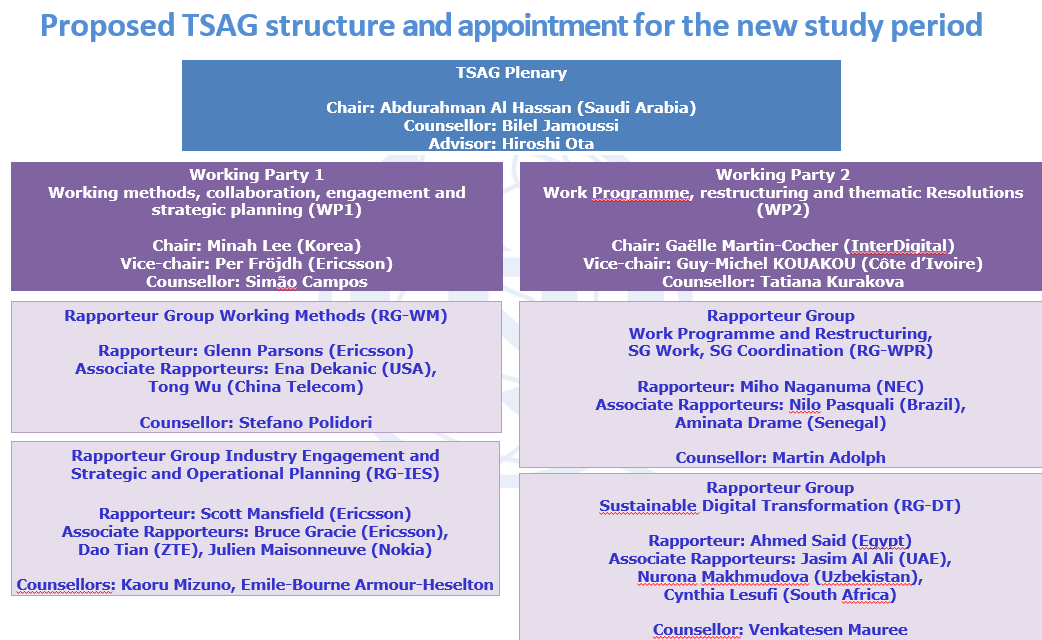 Proposed TSAG structure and appointment for the new study period
TSAG Plenary
Chair: Abdurahman Al Hassan (Saudi Arabia)
Counsellor: Bilel Jamoussi
Advisor: Hiroshi Ota
Working Party 1
Working methods, collaboration, engagement and
strategic planning (WP1)
Chair: Minah Lee (Korea)
Vice-chair: Per Fröjdh (Ericsson)
Counsellor: Simão Campos
Rapporteur Group Working Methods (RG-WM)
Rapporteur: Glenn Parsons (Ericsson)
Associate Rapporteurs: Ena Dekanic (USA),
Tong Wu (China Telecom)
Counsellor: Stefano Polidori
Rapporteur Group Industry Engagement and
Strategic and Operational Planning (RG-IES)
Rapporteur: Scott Mansfield (Ericsson)
Associate Rapporteurs: Bruce Gracie (Ericsson),
Dao Tian (ZTE), Julien Maisonneuve (Nokia)
Counsellors: Kaoru Mizuno, Emile-Bourne Armour-Heselton
Working Party 2
Work Programme, restructuring and thematic Resolutions
(WP2)
Chair: Gaëlle Martin-Cocher (InterDigital)
Vice-chair: Guy-Michel KOUAKOU (Côte d’Ivoire)
Counsellor: Tatiana Kurakova
Rapporteur Group
Work Programme and Restructuring,
SG Work, SG Coordination (RG-WPR)
Rapporteur: Miho Naganuma (NEC)
Associate Rapporteurs: Nilo Pasquali (Brazil),
Aminata Drame (Senegal)
Counsellor: Martin Adolph
Rapporteur Group
Sustainable Digital Transformation (RG-DT)
Rapporteur: Ahmed Said (Egypt)
Associate Rapporteurs: Jasim Al Ali (UAE),
Nurona Makhmudova (Uzbekistan),
Cynthia Lesufi (South Africa)
Counsellor: Venkatesen Mauree